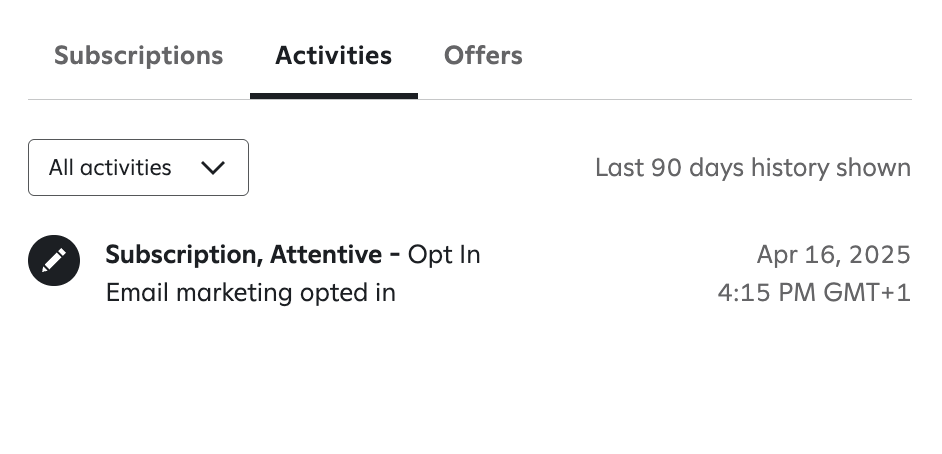 Subscriptions Activities Offers
All activities Last 90 days history shown
Subscription, Attentive - Opt In Apr 16, 2025
Email marketing opted in 4:15 PM GMT+1